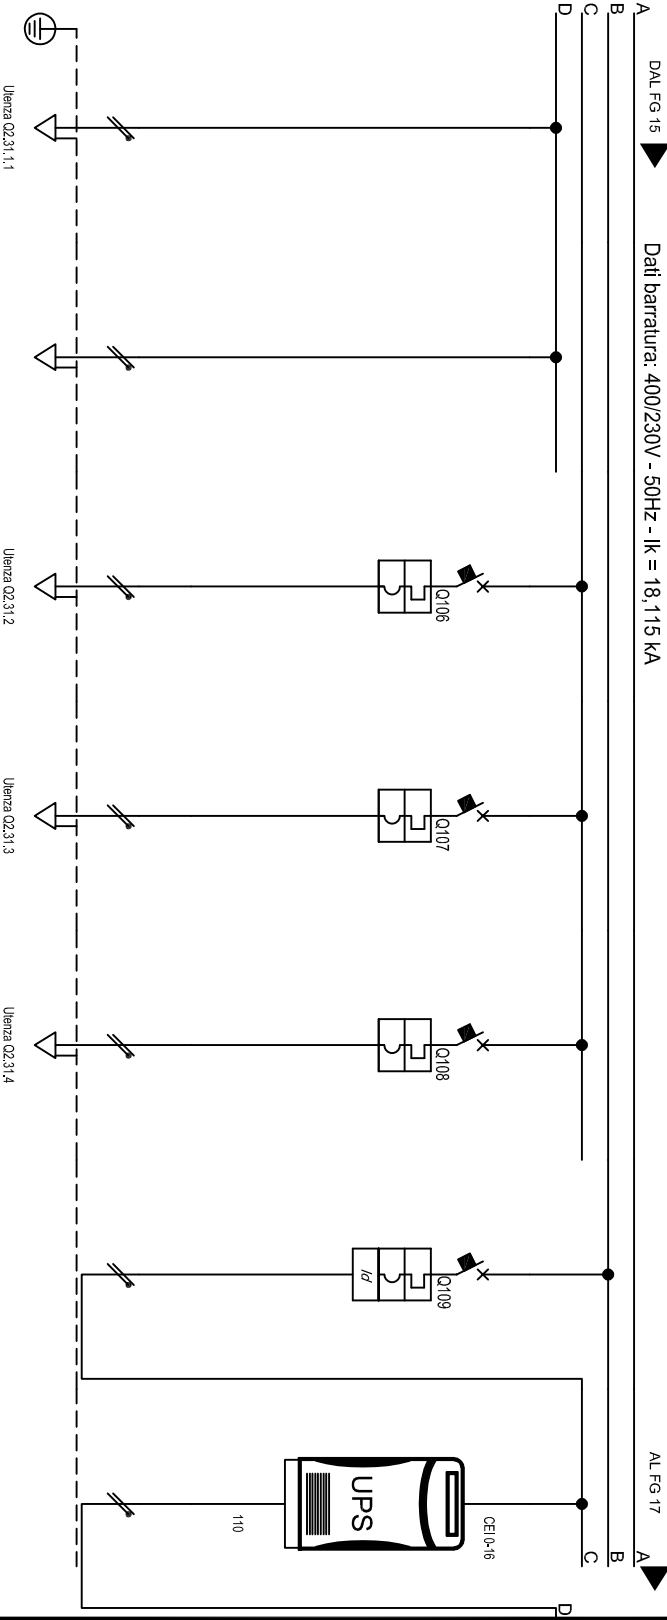 DAL FG 15
Dati barratura: 400/230V - 50Hz - Ik = 18,115 kA
AL FG 17
A
A
B
B
C
C
D
D
Q106
Q107
Q108
Q109
Id
CEI 0-16
UPS
110
Utenza Q2.31.1.1
Utenza Q2.31.2
Utenza Q2.31.3
Utenza Q2.31.4